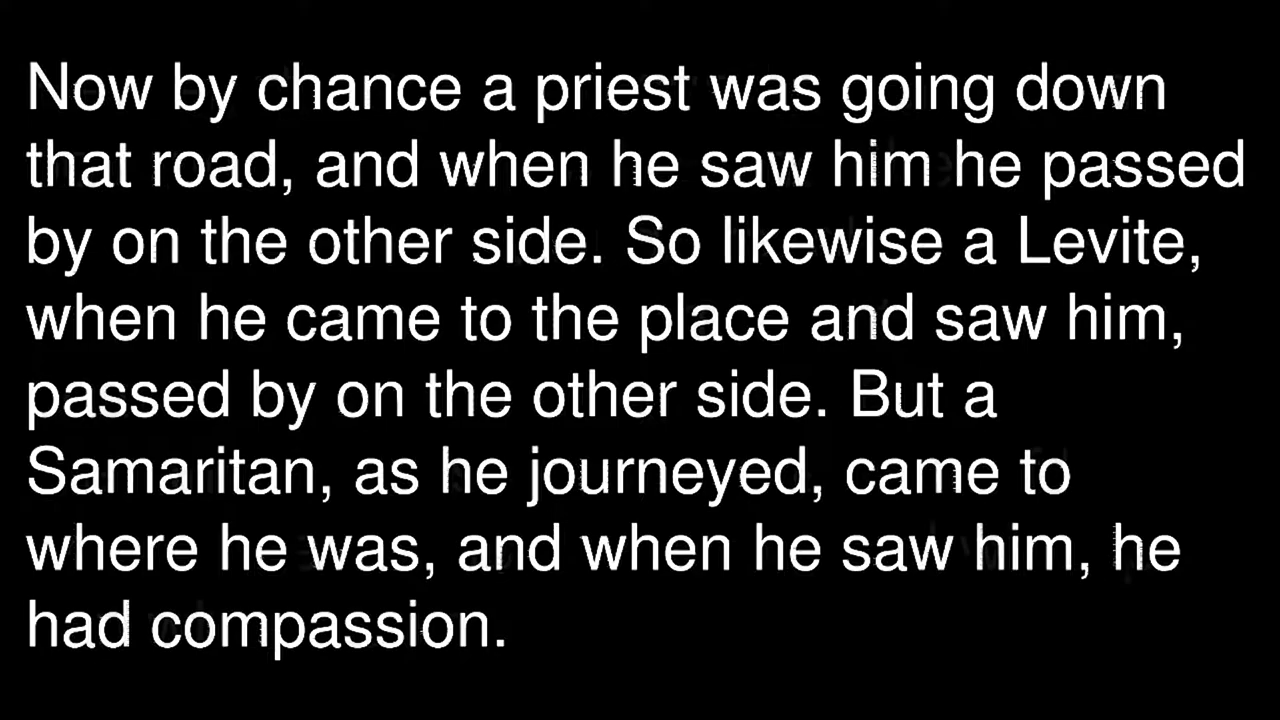 Now by chance a priest was going down
that road, and when he saw him he passed
by on the other side. So likewise a Levite,
when he came to the place and saw him,
passed by on the other side. But a
Samaritan, as he journeyed, came to
where he was, and when he saw him, he
had compassion.